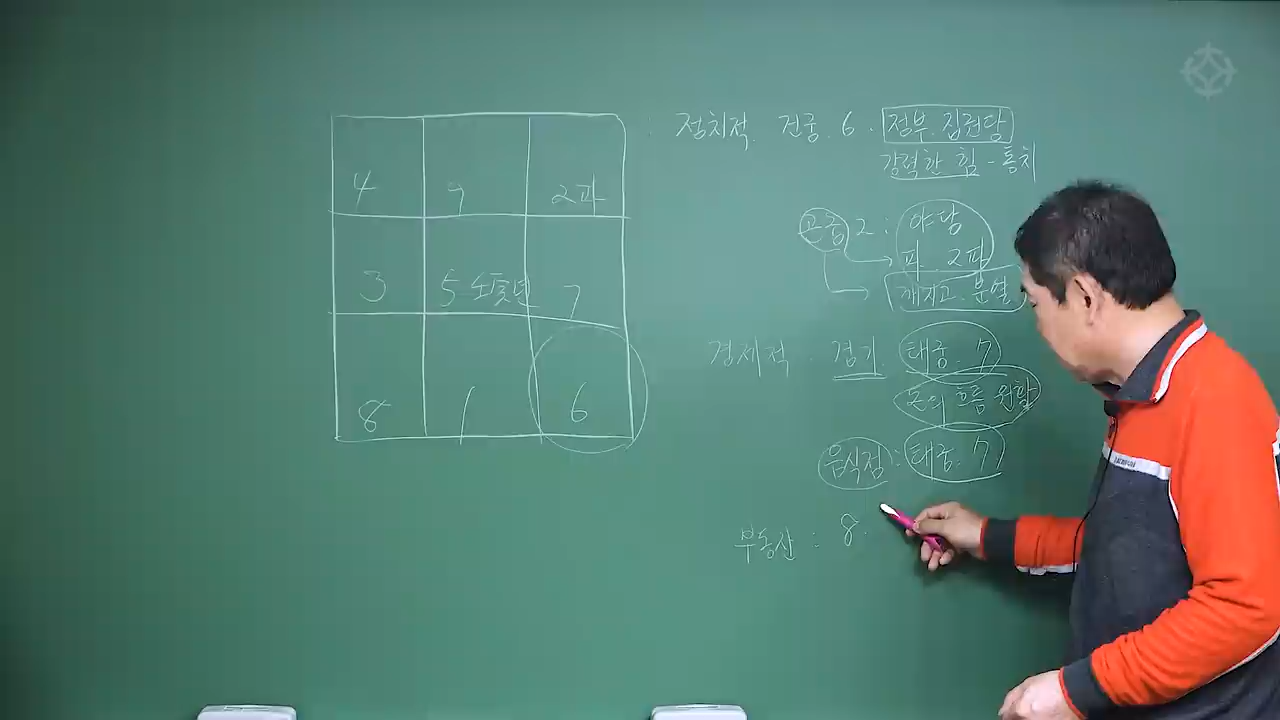 4 9 2파
3 5 토豕년 7
8 1 6
정치적. 건궁. 6. 정부. 집권당
강력한 힘 - 통치
곤궁 2 : 야당
파 2파
깨지고. 분열
경제적. 경기. 태궁. 7
돈의 흐름 원활
음식점 : 태궁. 7
부동산 : 8.